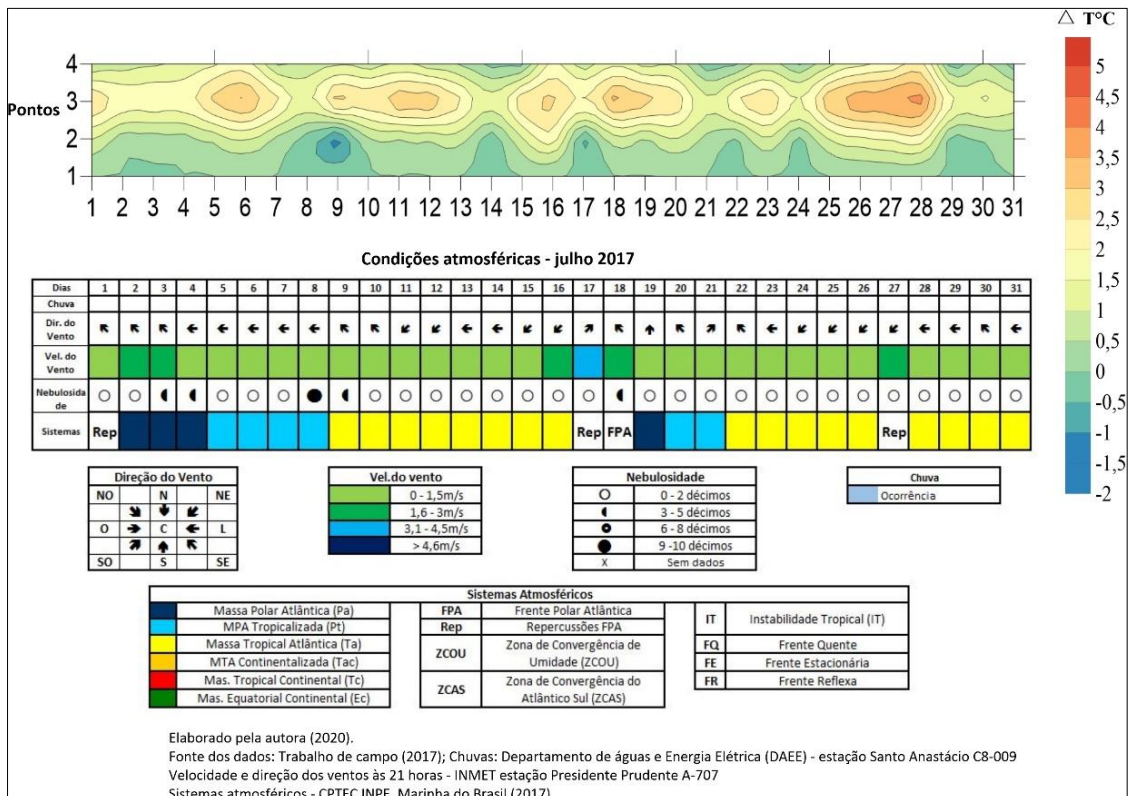 △ T°C
Pontos
4
3
2
1
1 2 3 4 5 6 7 8 9 10 11 12 13 14 15 16 17 18 19 20 21 22 23 24 25 26 27 28 29 30 31
5
4,5
4
3,5
3
2,5
2
1,5
1
0,5
0
-0,5
-1
-1,5
-2
Condições atmosféricas - julho 2017
Dias 1 2 3 4 5 6 7 8 9 10 11 12 13 14 15 16 17 18 19 20 21 22 23 24 25 26 27 28 29 30 31
Chuva
Dir. do Vento
Vel. do Vento
Nebulosida
de
Sistemas Rep Rep FPA Rep
Direção do Vento
NO N NE
O C L
SO S SE
Vel.do vento
0 - 1,5m/s
1,6 - 3m/s
3,1 - 4,5m/s
> 4,6m/s
Nebulosidade
0 - 2 décimos
3 - 5 décimos
6 - 8 décimos
9 -10 décimos
X Sem dados
Chuva
Ocorrência
Sistemas Atmosféricos
Massa Polar Atlântica (Pa)
MPA Tropicalizada (Pt)
Massa Tropical Atlântica (Ta)
MTA Continentalizada (Tac)
Mas. Tropical Continental (Tc)
Mas. Equatorial Continental (Ec)
FPA Frente Polar Atlântica
Rep Repercussões FPA
ZCOU Zona de Convergência de
Umidade (ZCOU)
ZCAS Zona de Convergência do
Atlântico Sul (ZCAS)
IT Instabilidade Tropical (IT)
FQ Frente Quente
FE Frente Estacionária
FR Frente Reflexa
Elaborado pela autora (2020).
Fonte dos dados: Trabalho de campo (2017); Chuvas: Departamento de águas e Energia Elétrica (DAEE) - estação Santo Anastácio C8-009
Velocidade e direção dos ventos às 21 horas - INMET estação Presidente Prudente A-707
Sistemas atmosféricos - CPTEC INPE, Marinha do Brasil (2017)